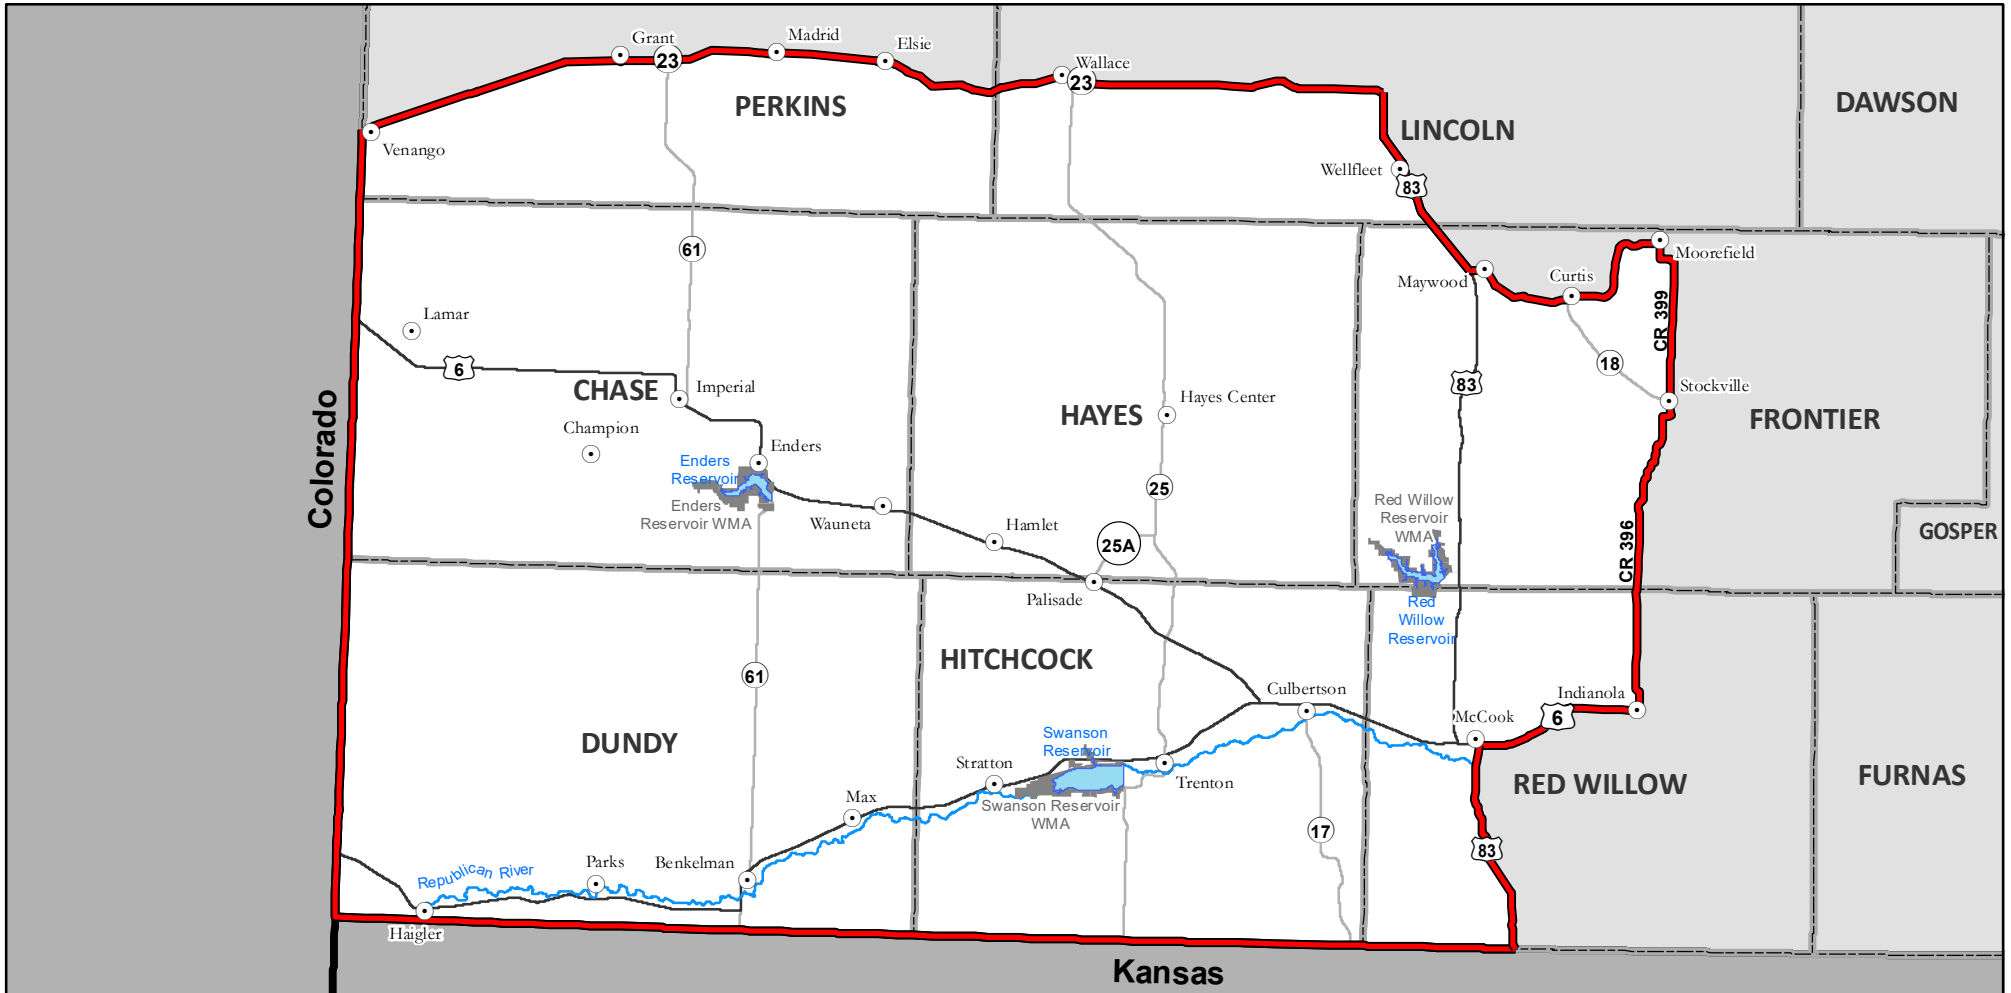 Grant
Madrid
Elsie
23
Wallace
23
PERKINS
DAWSON
LINCOLN
Venango
Wellfleet
83
61
Moorefield
Maywood
Curtis
CR 399
Lamar
6
18
CHASE
Imperial
83
Stockville
Hayes Center
HAYES
FRONTIER
Colorado
Champion
Enders
Enders
Reservoir
Enders
Reservoir WMA
25
Red Willow
Reservoir
WMA
Wauneta
Hamlet
25A
CR 396
GOSPER
Palisade
Red
Willow
Reservoir
HITCHCOCK
61
Culbertson
Indianola
6
McCook
DUNDY
Swanson
Reservoir
Stratton
Trenton
RED WILLOW
FURNAS
Max
Swanson Reservoir
WMA
17
83
Parks
Benkelman
Republican River
Haigler
Kansas